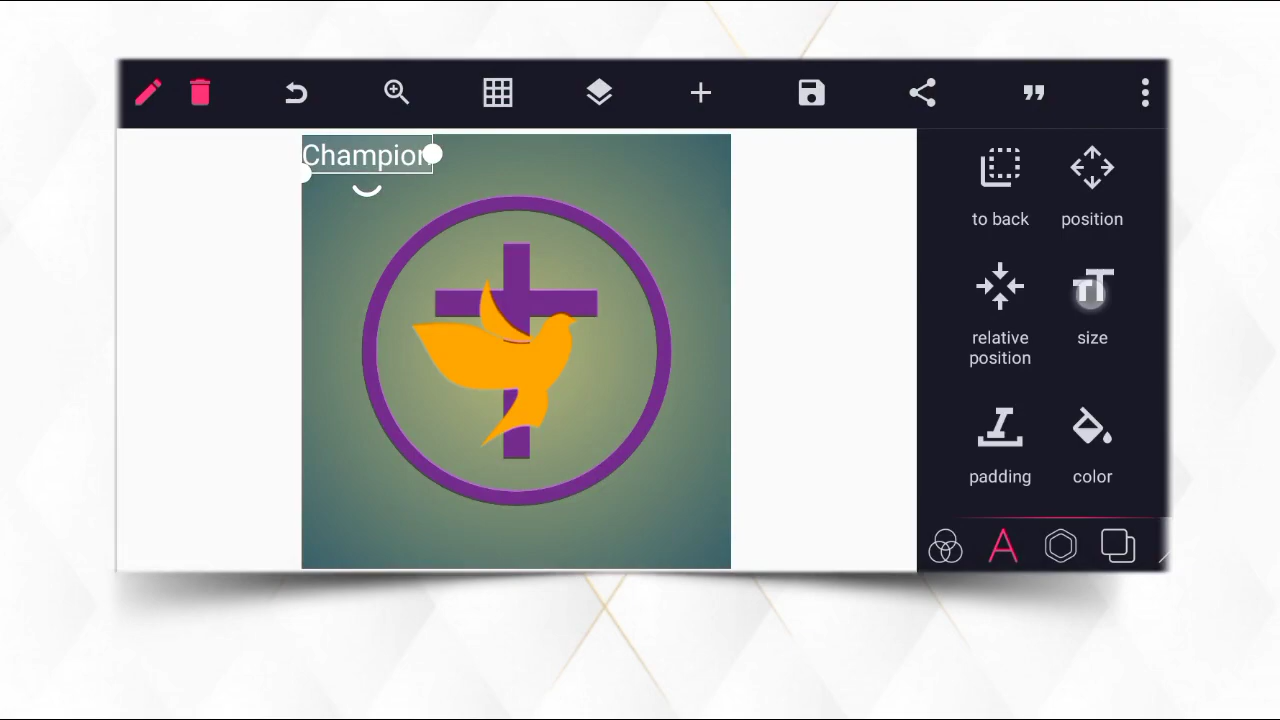 Champion
to back
position
relative
position
size
padding
color